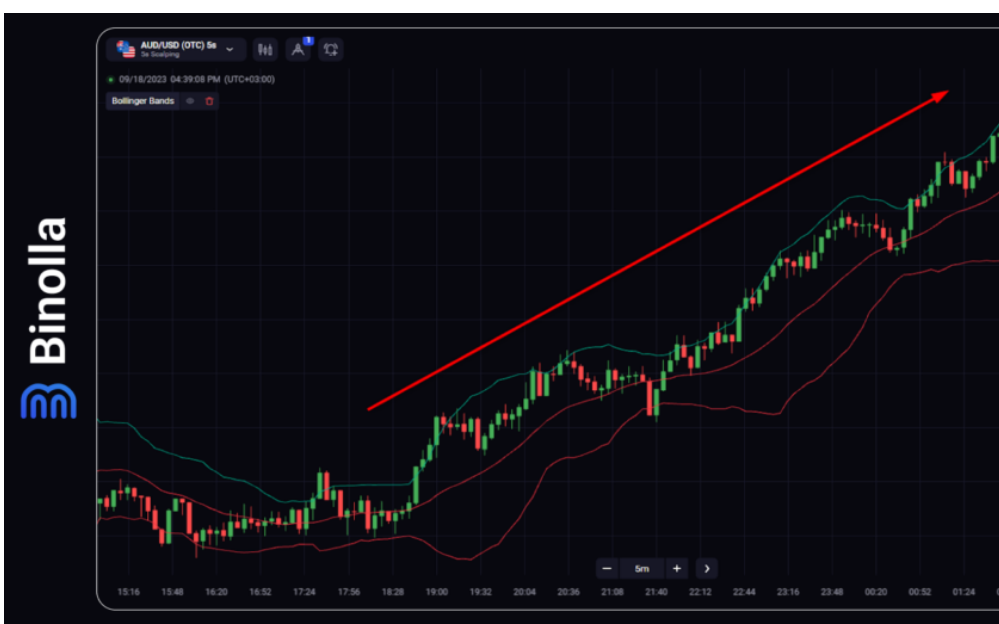 AUD/USD (OTC) 5s
5s Scalping
1
09/18/2023 04:39:08 PM (UTC+03:00)
Bollinger Bands
Binolla
5m
15:16 15:48 16:20 16:52 17:24 17:56 18:28 19:00 19:32 20:04 20:36 21:08 21:40 22:12 22:44 23:16 23:48 00:20 00:52 01:24